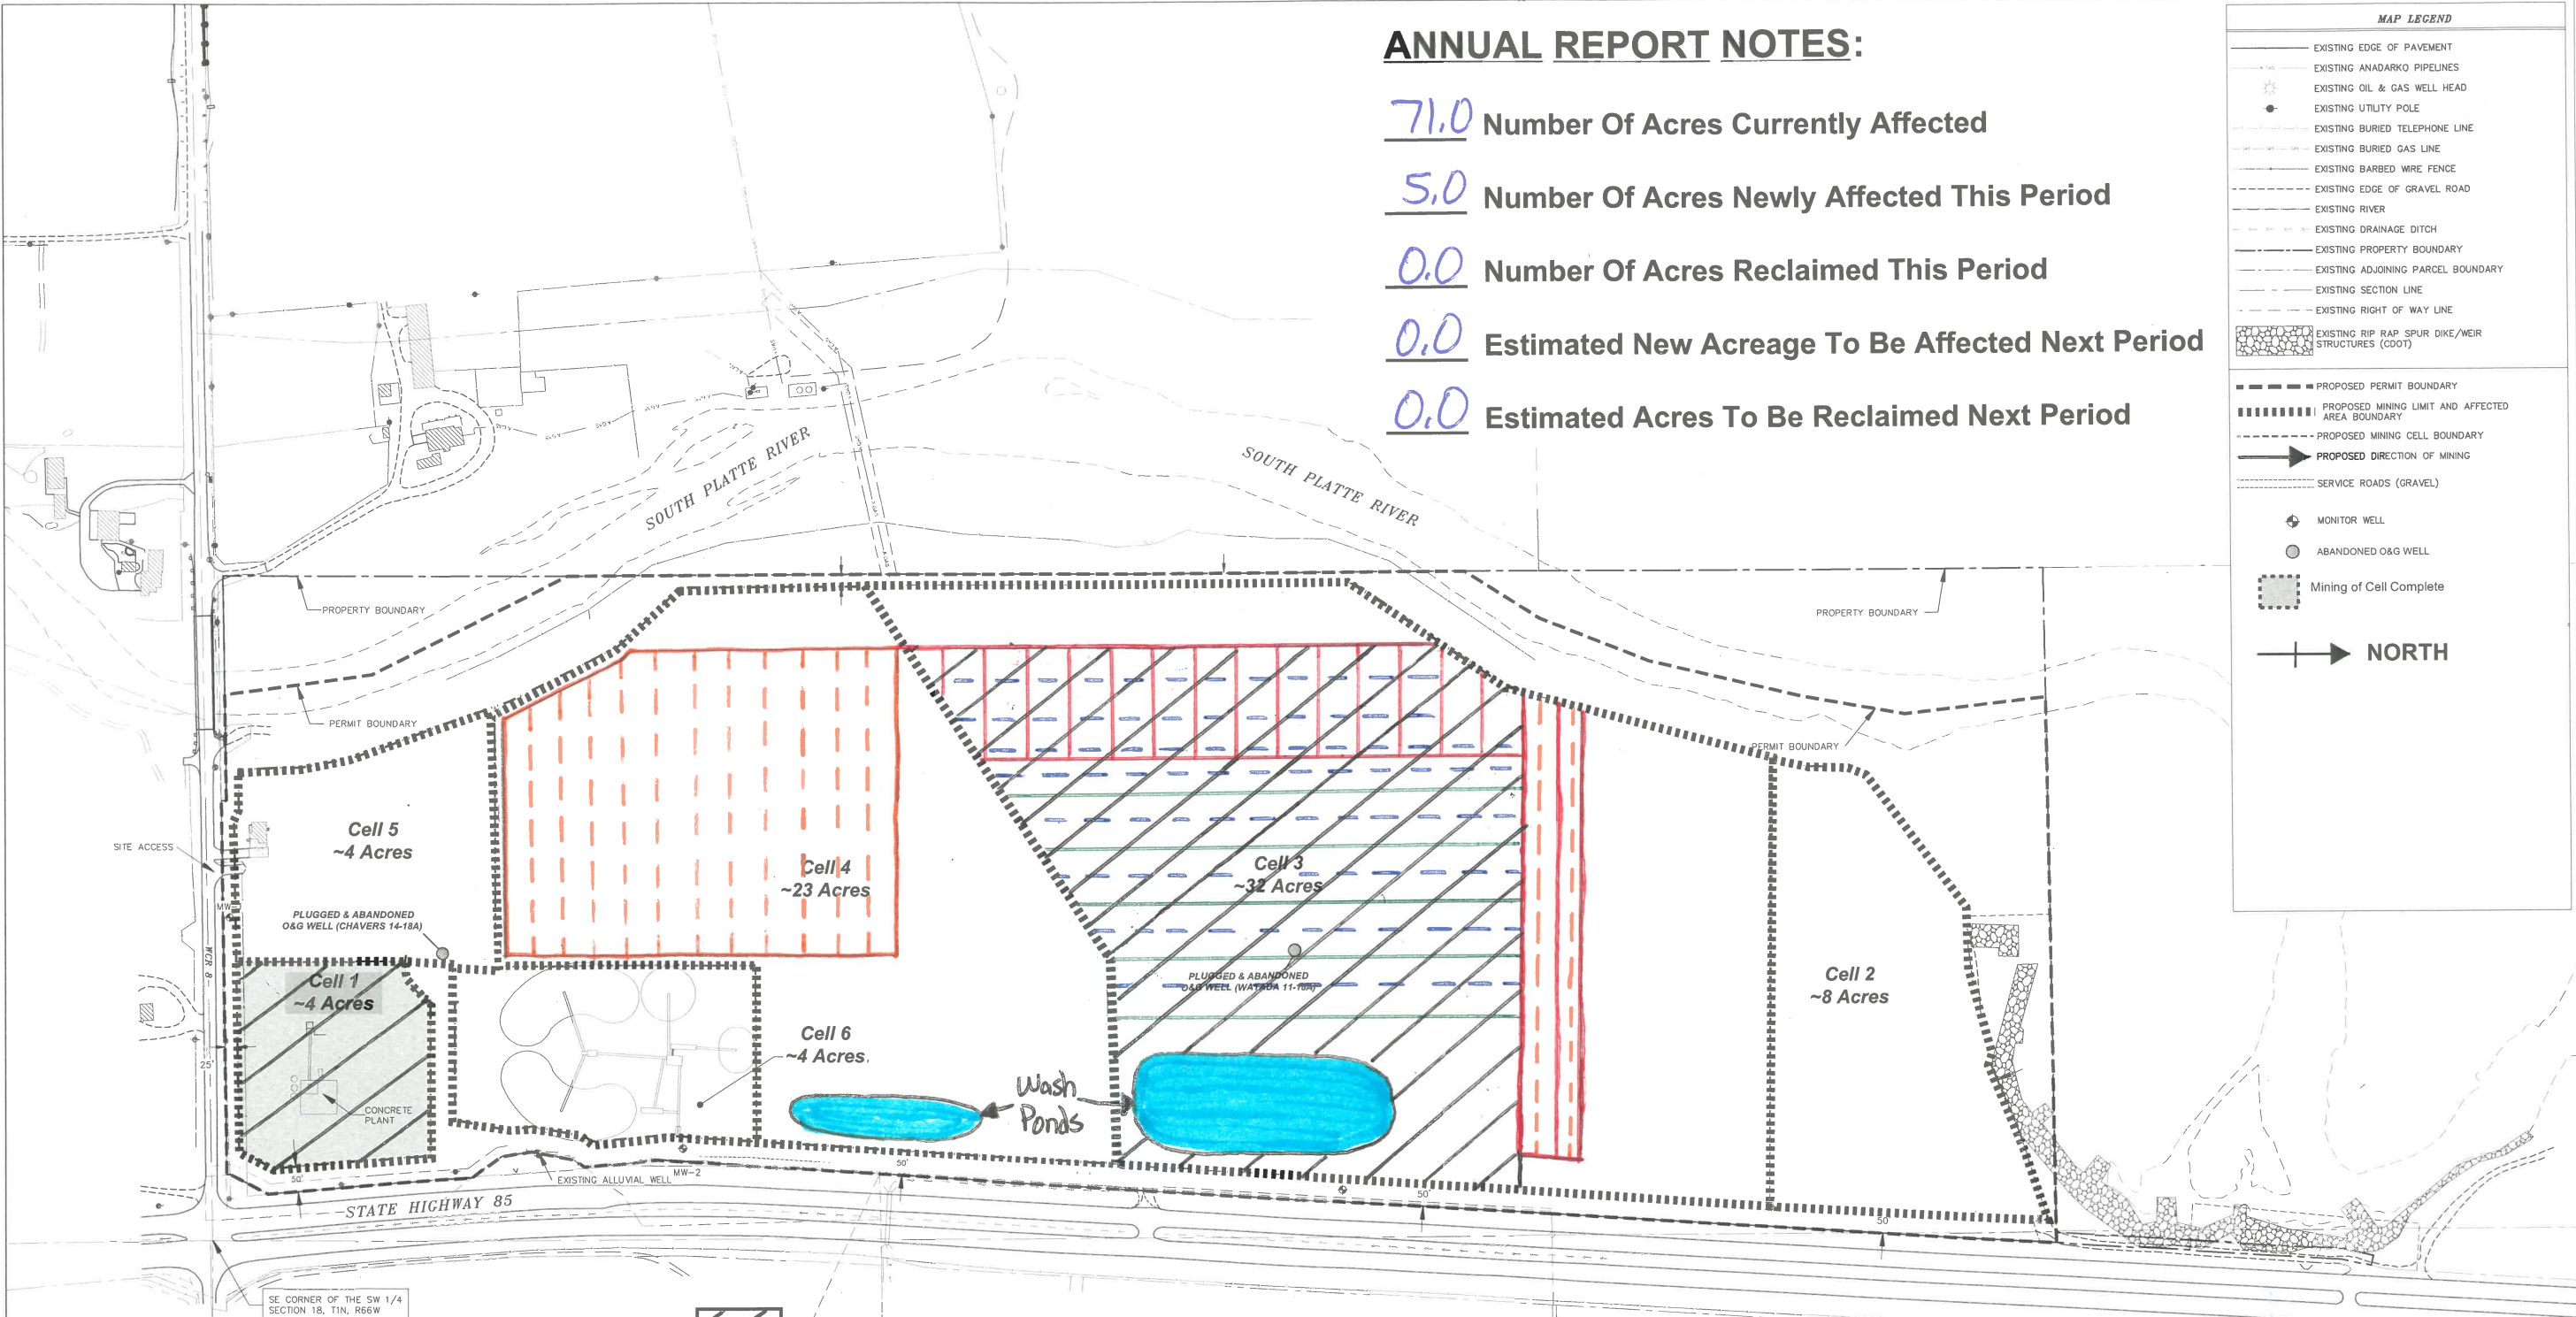 ANNUAL REPORT NOTES:
71.0 Number Of Acres Currently Affected
5.0 Number Of Acres Newly Affected This Period
0.0 Number Of Acres Reclaimed This Period
0.0 Estimated New Acreage To Be Affected Next Period
0.0 Estimated Acres To Be Reclaimed Next Period
MAP LEGEND
EXISTING EDGE OF PAVEMENT
EXISTING ANADARKO PIPELINES
EXISTING OIL & GAS WELL HEAD
EXISTING UTILITY POLE
EXISTING BURIED TELEPHONE LINE
EXISTING BURIED GAS LINE
EXISTING BARBED WIRE FENCE
EXISTING EDGE OF GRAVEL ROAD
EXISTING RIVER
EXISTING DRAINAGE DITCH
EXISTING PROPERTY BOUNDARY
EXISTING ADJOINING PARCEL BOUNDARY
EXISTING SECTION LINE
EXISTING RIGHT OF WAY LINE
EXISTING RIP RAP SPUR DIKE/WEIR
STRUCTURES (CDOT)
PROPOSED PERMIT BOUNDARY
PROPOSED MINING LIMIT AND AFFECTED
AREA BOUNDARY
PROPOSED MINING CELL BOUNDARY
PROPOSED DIRECTION OF MINING
SERVICE ROADS (GRAVEL)
MONITOR WELL
ABANDONED O&G WELL
Mining of Cell Complete
NORTH
SOUTH PLATTE RIVER
SOUTH PLATTE RIVER
PROPERTY BOUNDARY
PROPERTY BOUNDARY
PERMIT BOUNDARY
PERMIT BOUNDARY
SITE ACCESS
Cell 5
~4 Acres
Cell 4
~23 Acres
Cell 3
~32 Acres
MW
PLUGGED & ABANDONED
O&G WELL (CHAVERS 14-18A)
WCR 8
Cell 1
~4 Acres
PLUGGED & ABANDONED
O&G WELL
Cell 2
~8 Acres
Cell 6
~4 Acres
25'
CONCRETE
PLANT
Wash
Ponds
50'
EXISTING ALLUVIAL WELL
MW-2
50'
50'
50'
STATE HIGHWAY 85
SE CORNER OF THE SW 1/4
SECTION 18, T1N, R66W